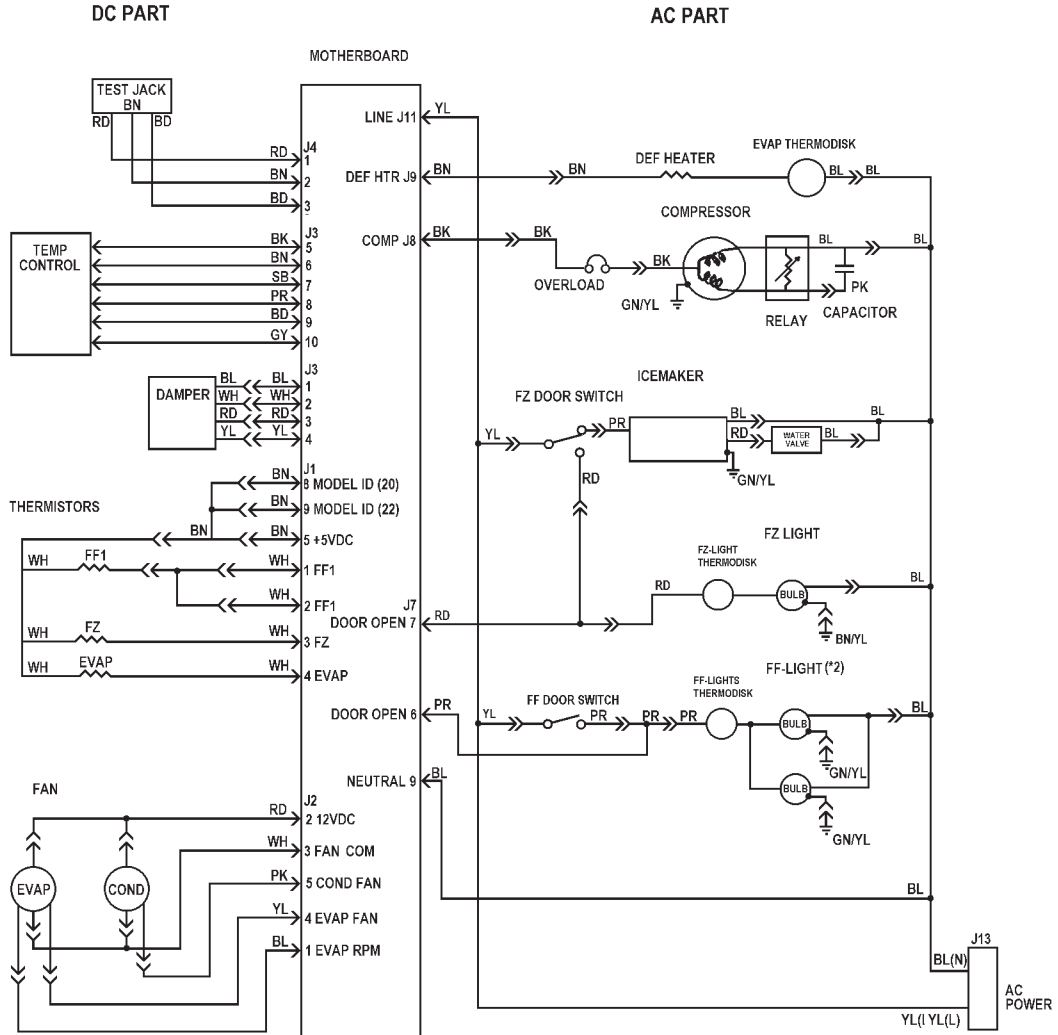 DC PART
AC PART
MOTHERBOARD
TEST JACK
BN
RD
BD
LINE J11
YL
J4
RD
1
BN
2
BD
3
DEF HTR J9
BN
BN
DEF HEATER
EVAP THERMODISK
BL
BL
COMPRESSOR
TEMP
CONTROL
J3
BK
5
BN
6
SB
7
PR
8
BD
9
GY
10
COMP J8
BK
BK
OVERLOAD
BK
GN/YL
RELAY
BL
PK
CAPACITOR
BL
DAMPER
J3
BL
BL
1
WH
WH
2
RD
RD
3
YL
YL
4
FZ DOOR SWITCH
ICEMAKER
YL
PR
BL
RD
WATER
VALVE
BL
BL
GN/YL
RD
THERMISTORS
J1
BN
8 MODEL ID (20)
BN
9 MODEL ID (22)
BN
BN
5 +5VDC
WH
FF1
WH
1 FF1
WH
2 FF1
WH
FZ
WH
3 FZ
WH
EVAP
WH
4 EVAP
J7
DOOR OPEN 7
RD
FZ LIGHT
FZ-LIGHT
THERMODISK
RD
BULB
BL
BN/YL
FF-LIGHT (*2)
FF-LIGHTS
THERMODISK
DOOR OPEN 6
PR
YL
FF DOOR SWITCH
PR
PR
PR
BULB
BL
GN/YL
BULB
GN/YL
NEUTRAL 9
BL
FAN
J2
RD
2 12VDC
WH
3 FAN COM
PK
5 COND FAN
YL
4 EVAP FAN
BL
1 EVAP RPM
EVAP
COND
BL
J13
BL(N)
AC
POWER
YL(l YL(L)